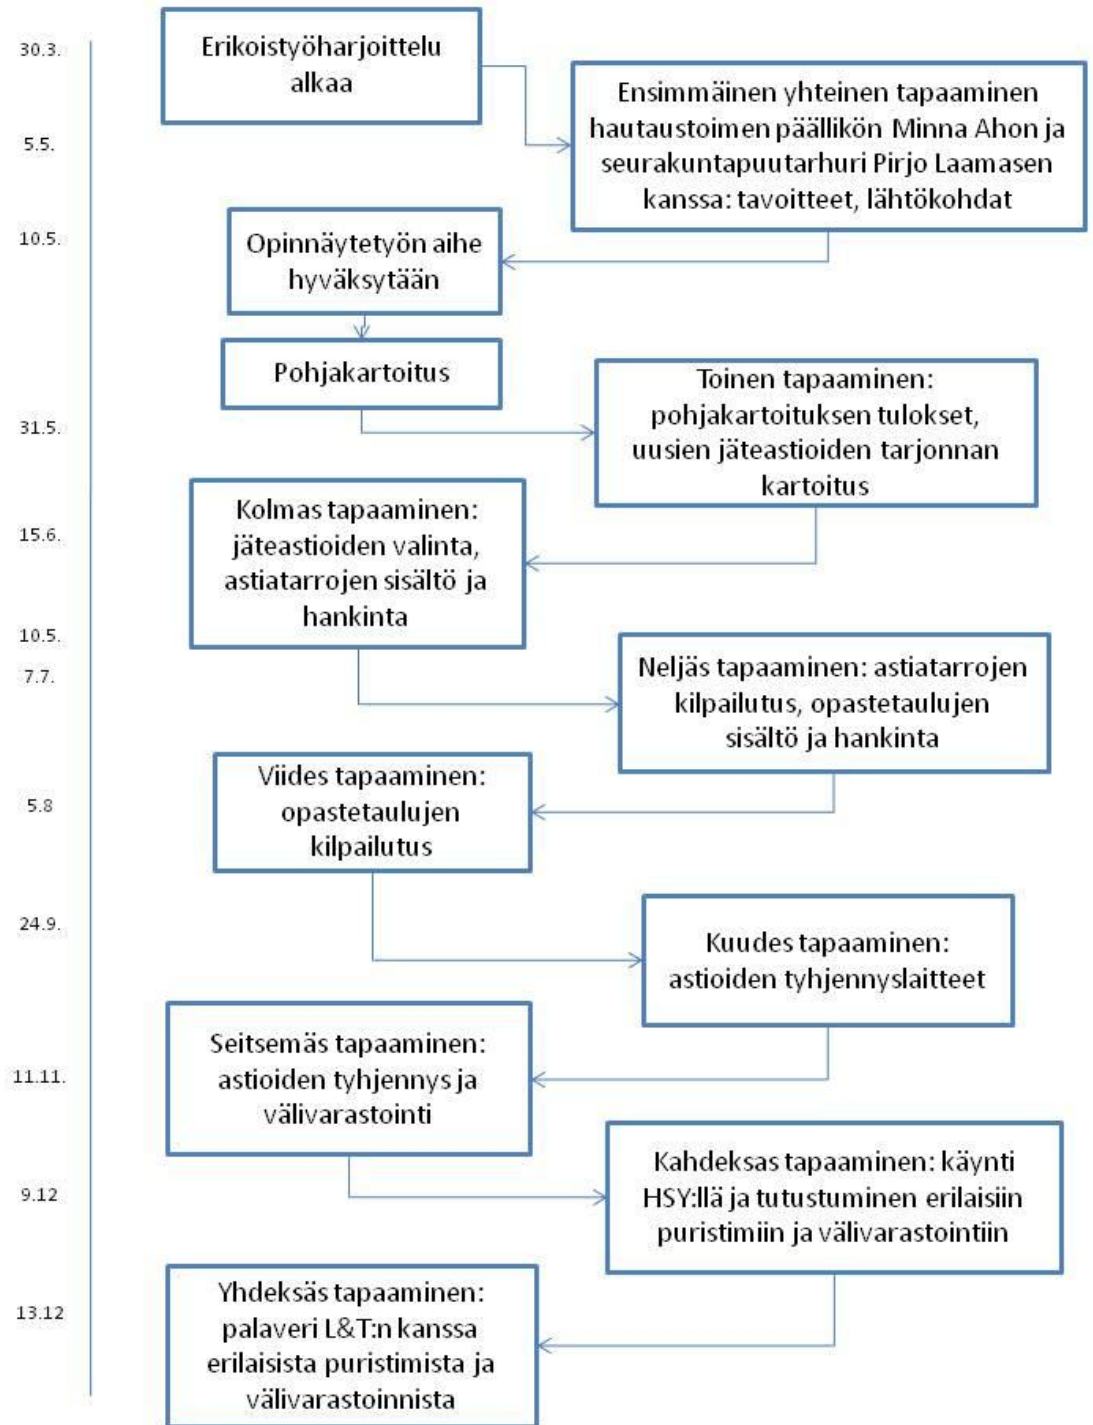 30.3.
Erikoistyöharjoittelu
alkaa
5.5.
Ensimmäinen yhteinen tapaaminen
hautaustoimen päällikön Minna Ahon ja
seurakuntapuutarhuri Pirjo Laamasen
kanssa: tavoitteet, lähtökohdat
10.5.
Opinnäytetyön aihe
hyväksytään
Pohjakartoitus
31.5.
Toinen tapaaminen:
pohjakartoituksen tulokset,
uusien jäteastioiden tarjonnan
kartoitus
15.6.
Kolmas tapaaminen:
jäteastioiden valinta,
astiatarrojen sisältö ja
hankinta
10.5.
7.7.
Neljäs tapaaminen: astiatarrojen
kilpailutus, opastetaulujen
sisältö ja hankinta
5.8
Viides tapaaminen:
opastetaulujen
kilpailutus
24.9.
Kuudes tapaaminen:
astioiden tyhjennyslaitteet
11.11.
Seitsemäs tapaaminen:
astioiden tyhjennys ja
välivarastointi
9.12
Kahdeksas tapaaminen: käynti
HSY:llä ja tutustuminen erilaisiin
puristimiin ja välivarastointiin
13.12
Yhdeksäs tapaaminen:
palaveri L&T:n kanssa
erilaisista puristimista ja
välivarastoinnista